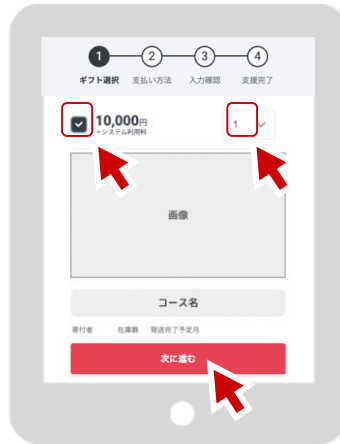 1 2 3 4
ギフト選択 支払い方法 入力確認 支援完了
10,000円 1
+システム利用料
画像
コース名
寄付者 在庫数 発送完了予定月
次に進む